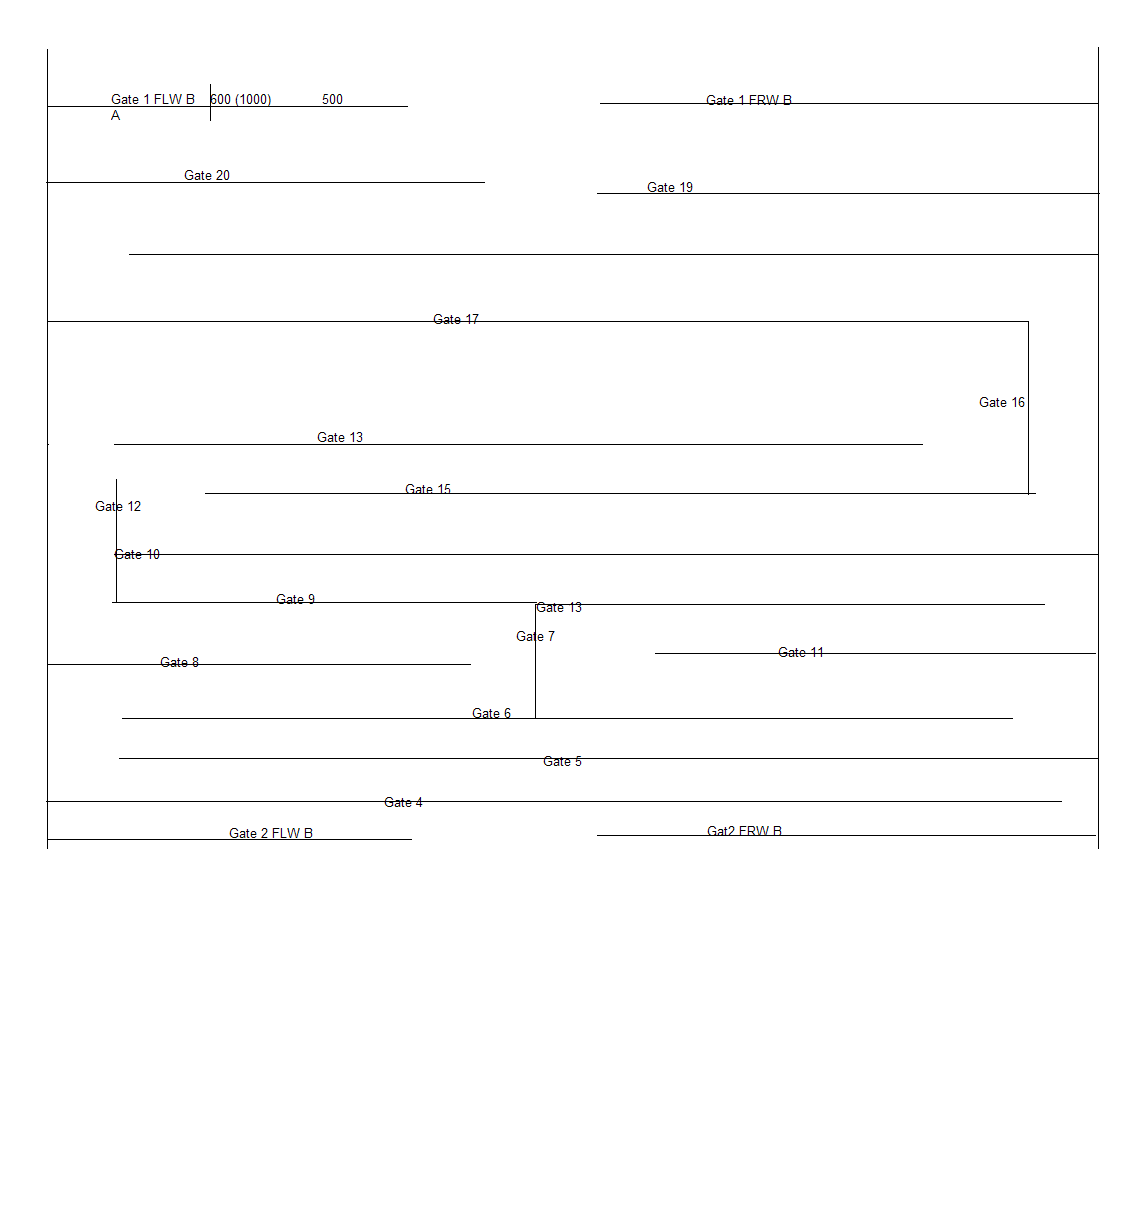 Gate 1 FLW B 600 (1000) 500
A
Gate 1 FRW B
Gate 20
Gate 19
Gate 17
Gate 16
Gate 13
Gate 15
Gate 12
Gate 10
Gate 9
Gate 13
Gate 7
Gate 11
Gate 8
Gate 6
Gate 5
Gate 4
Gate 2 FLW B
Gat2 FRW B